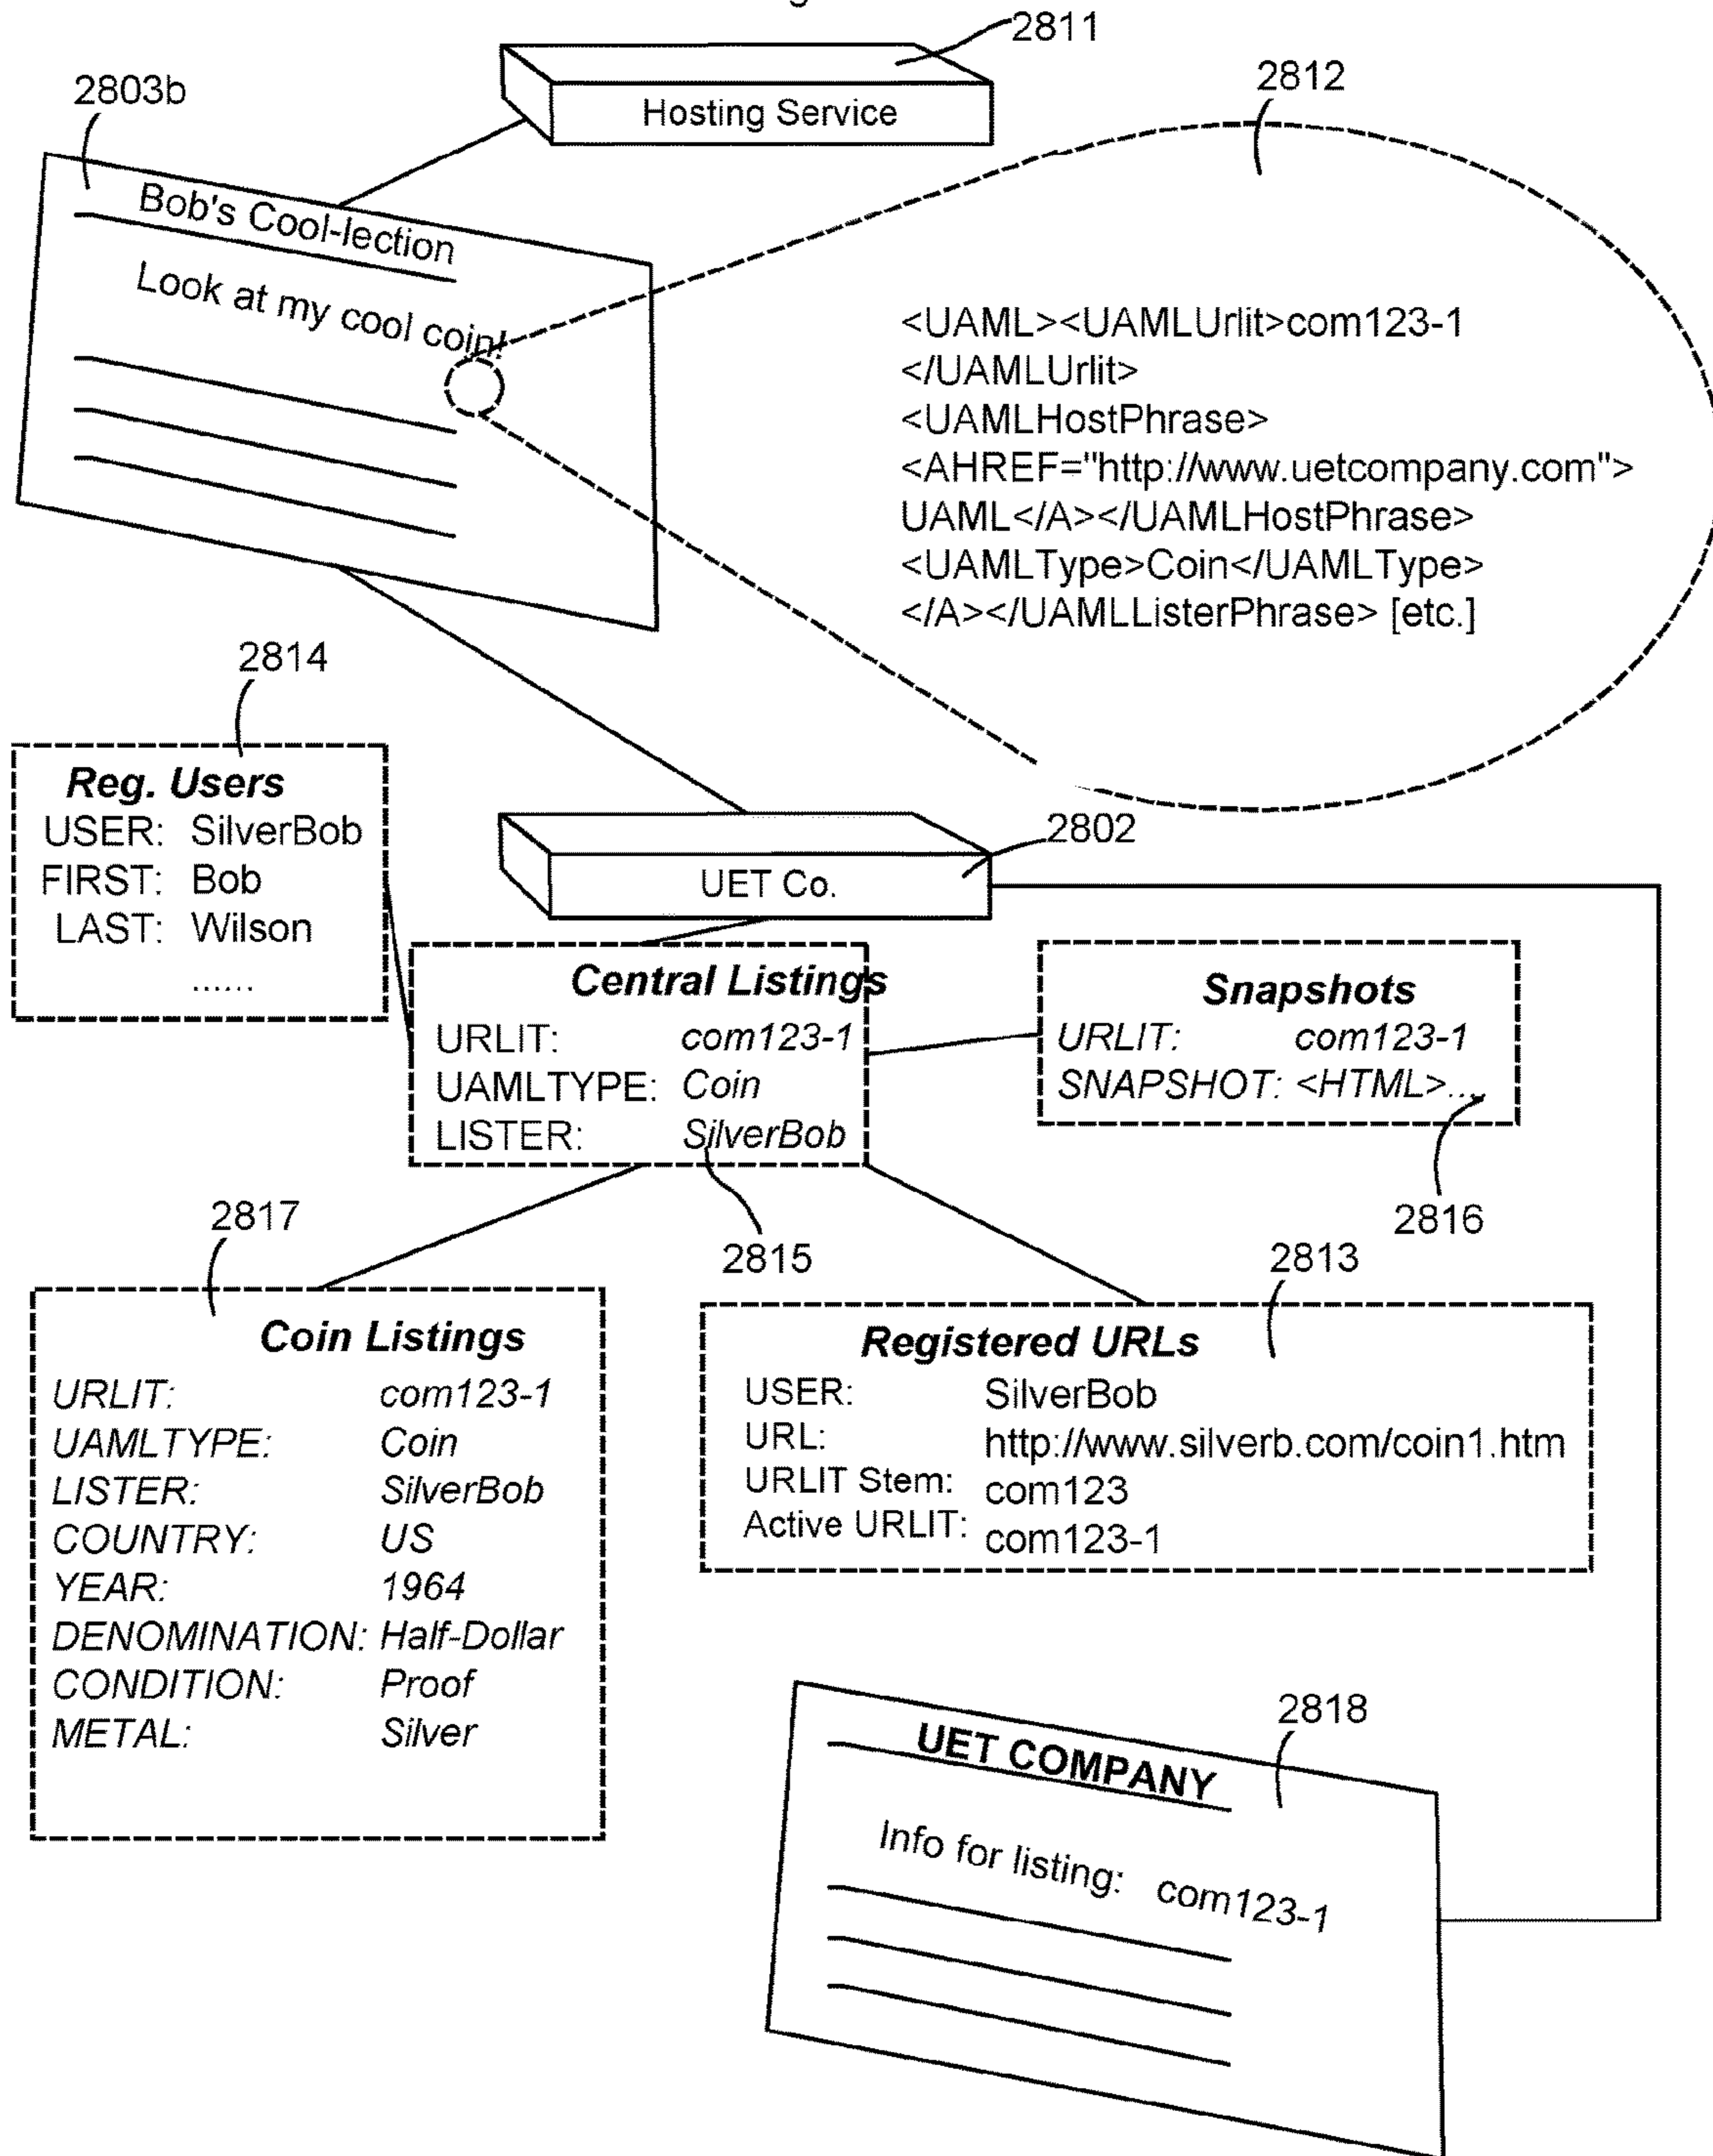 2811
Hosting Service
2803b
2812
Bob's Cool-lection
Look at my cool coin!
<UAML><UAMLUrlit>com123-1
</UAMLUrlit>
<UAMLHostPhrase>
<AHREF="http://www.uetcompany.com">
UAML</A></UAMLHostPhrase>
<UAMLType>Coin</UAMLType>
</A></UAMLListerPhrase> [etc.]
2814
Reg. Users
USER: SilverBob
FIRST: Bob
LAST: Wilson
......
2802
UET Co.
Central Listings
URLIT: com123-1
UAMLTYPE: Coin
LISTER: SilverBob
2815
Snapshots
URLIT: com123-1
SNAPSHOT: <HTML>....
2816
2817
Coin Listings
URLIT: com123-1
UAMLTYPE: Coin
LISTER: SilverBob
COUNTRY: US
YEAR: 1964
DENOMINATION: Half-Dollar
CONDITION: Proof
METAL: Silver
2813
Registered URLs
USER: SilverBob
URL: http://www.silverb.com/coin1.htm
URLIT Stem: com123
Active URLIT: com123-1
2818
UET COMPANY
Info for listing: com123-1